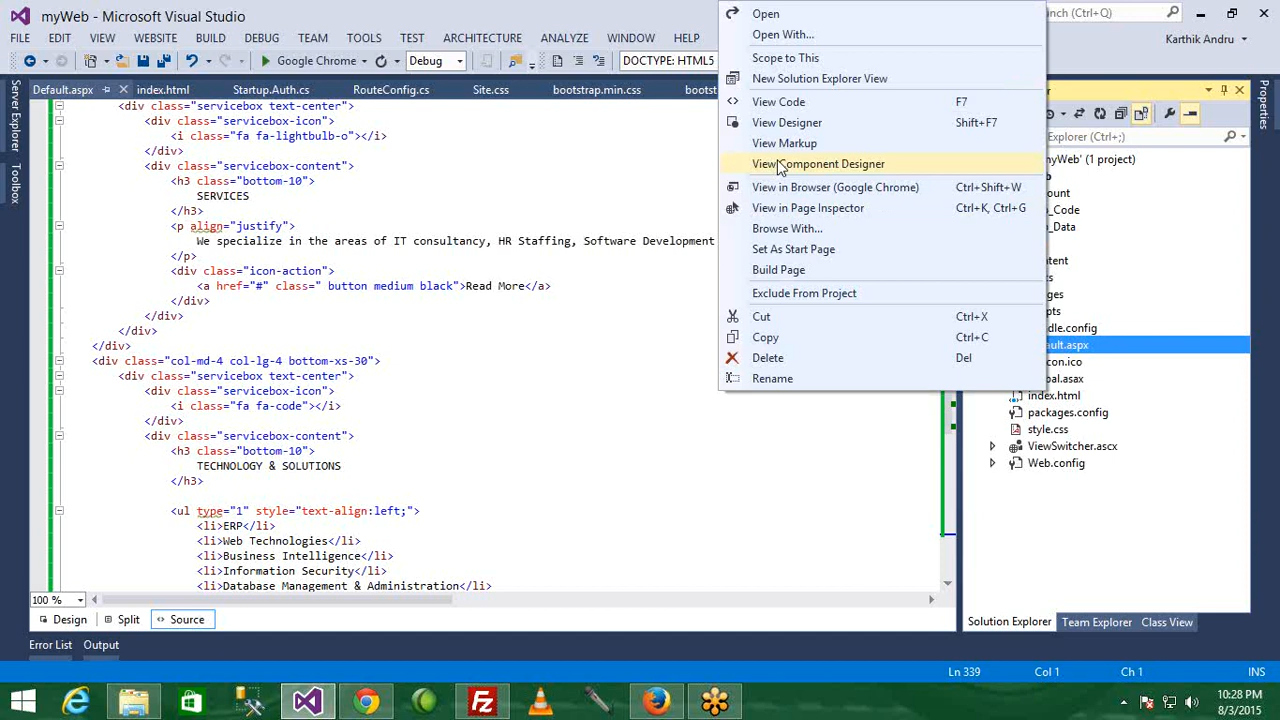 myWeb - Microsoft Visual Studio
FILE EDIT VIEW WEBSITE BUILD DEBUG TEAM TOOLS TEST ARCHITECTURE ANALYZE WINDOW HELP
Karthik Andru
Google Chrome
Debug
DOCTYPE: HTML5
Default.aspx
index.html
Startup.Auth.cs
RouteConfig.cs
Site.css
bootstrap.min.css
Server Explorer
Toolbox
Properties
<div class="servicebox text-center">
<div class="servicebox-icon">
<i class="fa fa-lightbulb-o"></i>
</div>
<div class="servicebox-content">
<h3 class="bottom-10">
SERVICES
</h3>
<p align="justify">
We specialize in the areas of IT consultancy, HR Staffing, Software Development
</p>
<div class="icon-action">
<a href="#" class=" button medium black">Read More</a>
</div>
</div>
</div>
</div>
<div class="col-md-4 col-lg-4 bottom-xs-30">
<div class="servicebox text-center">
<div class="servicebox-icon">
<i class="fa fa-code"></i>
</div>
<div class="servicebox-content">
<h3 class="bottom-10">
TECHNOLOGY & SOLUTIONS
</h3>
<ul type="1" style="text-align:left;">
<li>ERP</li>
<li>Web Technologies</li>
<li>Business Intelligence</li>
<li>Information Security</li>
<li>Database Management & Administration</li>
Open
Open With...
Scope to This
New Solution Explorer View
View Code F7
View Designer Shift+F7
View Markup
View Component Designer
View in Browser (Google Chrome) Ctrl+Shift+W
View in Page Inspector Ctrl+K, Ctrl+G
Browse With...
Set As Start Page
Build Page
Exclude From Project
Cut Ctrl+X
Copy Ctrl+C
Delete Del
Rename
Explorer (Ctrl+;)
(1 project)
index.html
packages.config
style.css
ViewSwitcher.ascx
Web.config
100 %
Design
Split
Source
Solution Explorer
Team Explorer
Class View
Error List
Output
Ln 339 Col 1 Ch 1 INS
10:28 PM
8/3/2015